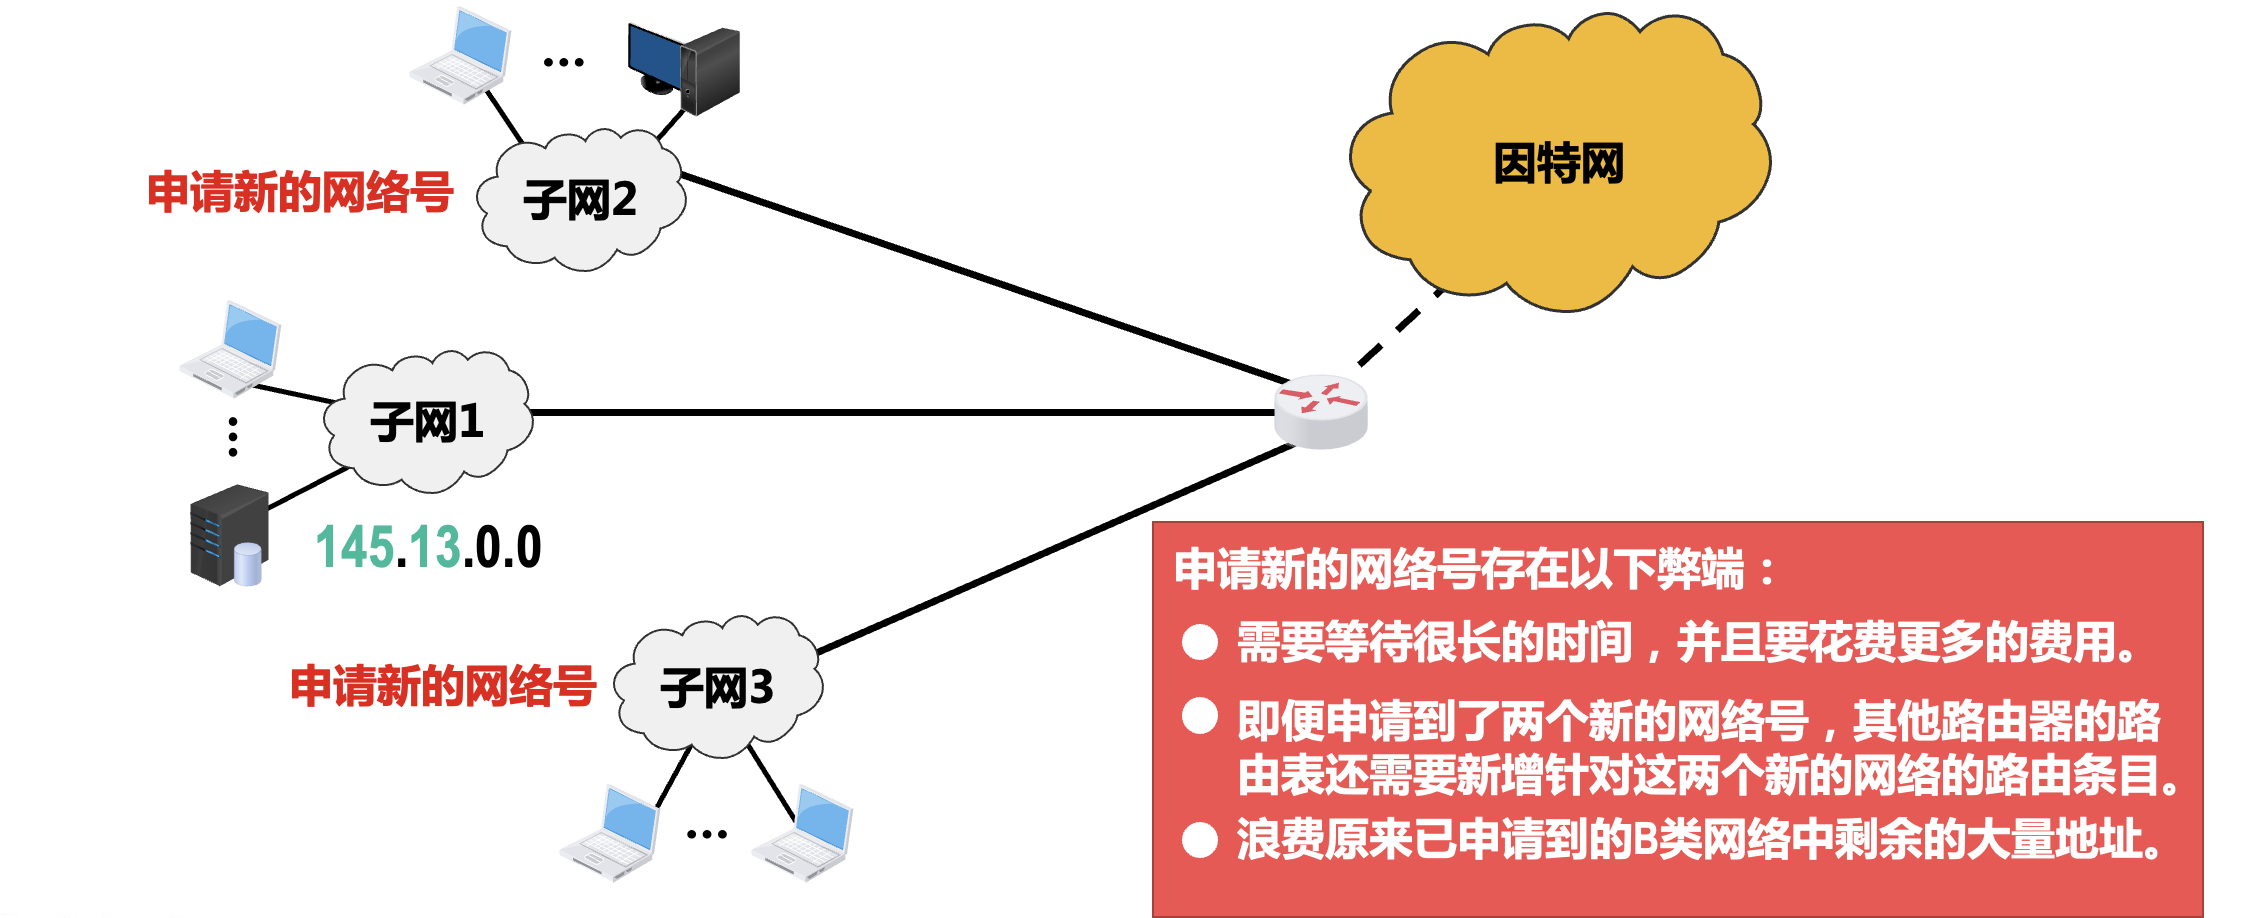 因特网
申请新的网络号
子网2
子网1
145.13.0.0
申请新的网络号
子网3
申请新的网络号存在以下弊端：
需要等待很长的时间，并且要花费更多的费用。
即便申请到了两个新的网络号，其他路由器的路
由表还需要新增针对这两个新的网络的路由条目。
浪费原来已申请到的B类网络中剩余的大量地址。